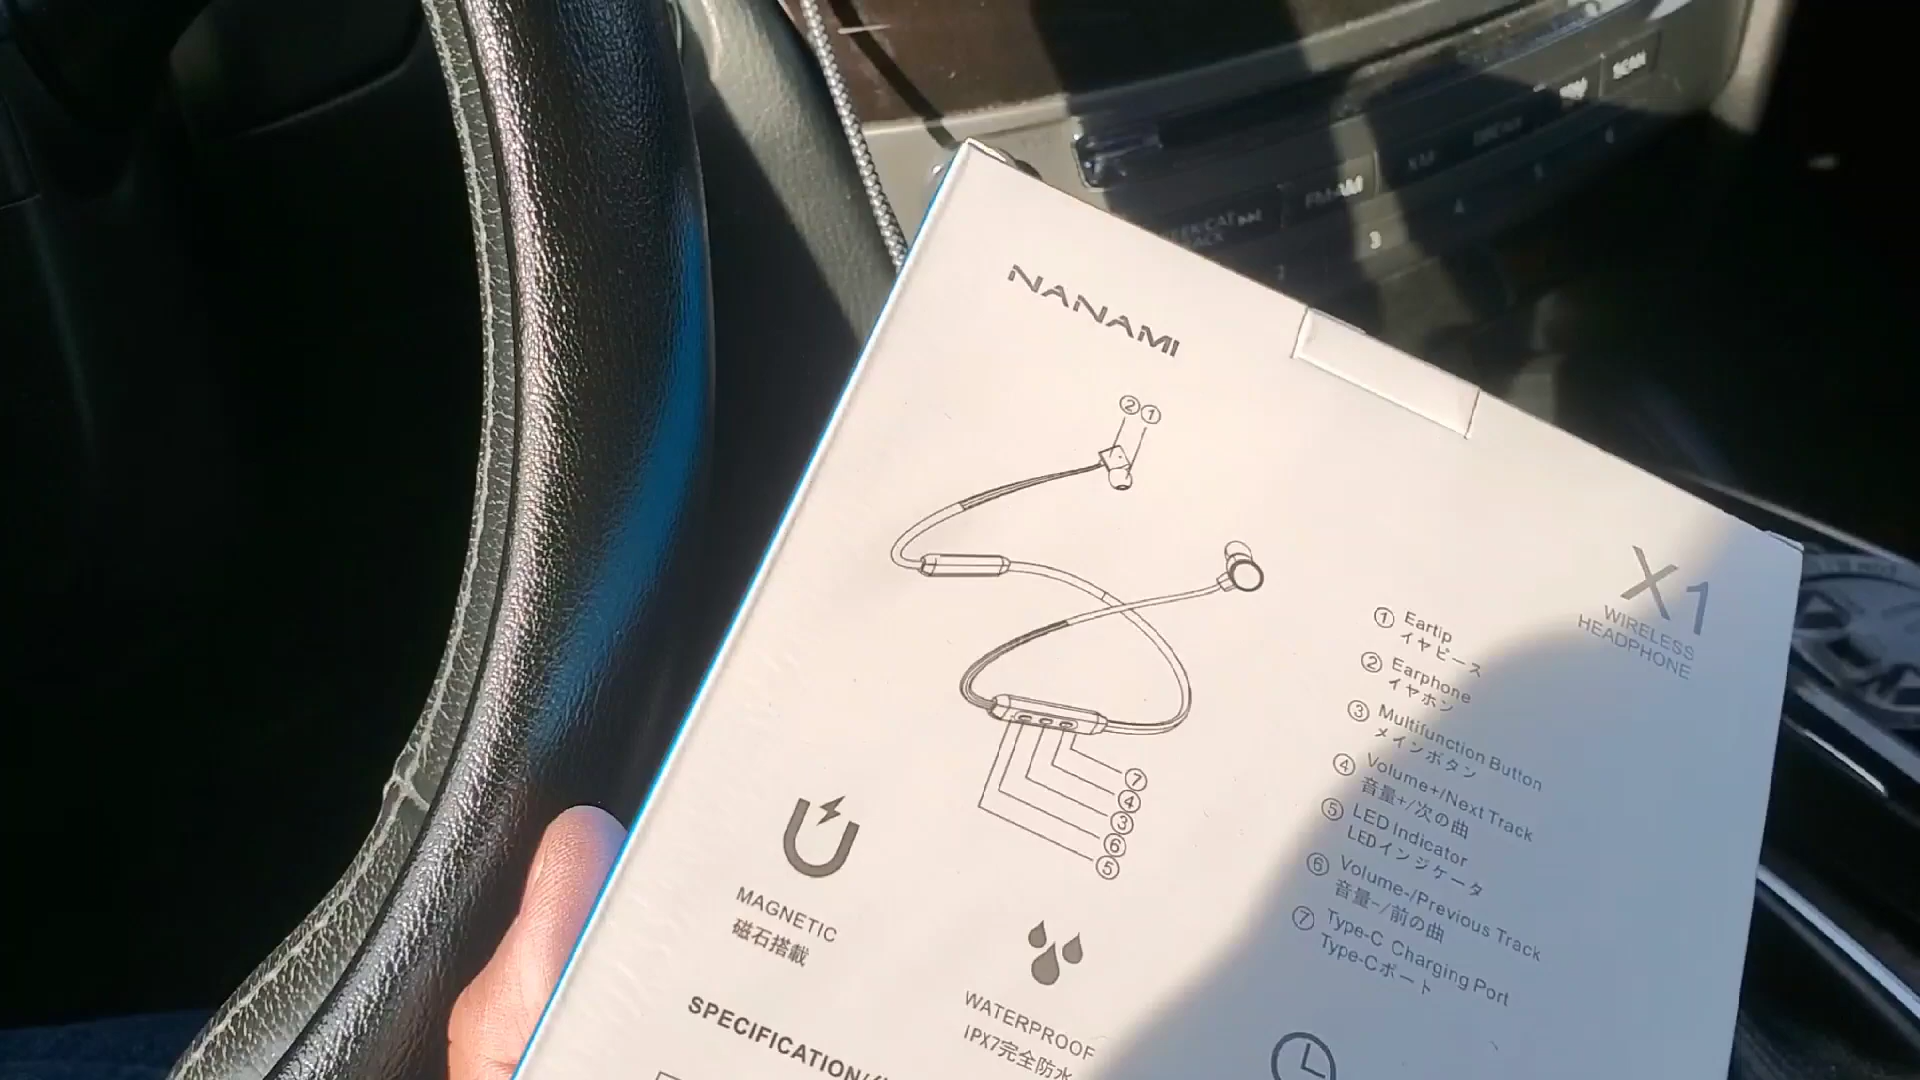 SCAN
FM-AM
3
NANAMI
② ①
X1
WIRELESS
HEADPHONE
① Eartip
イヤピース
② Earphone
イヤホン
③ Multifunction Button
メインボタン
④ Volume+/Next Track
音量+/次の曲
⑤ LED Indicator
LEDインジケータ
⑥ Volume-/Previous Track
音量-/前の曲
⑦ Type-C Charging Port
Type-Cポート
⑦
④
③
⑥
⑤
MAGNETIC
磁石搭載
WATERPROOF
IPX7完全防水
SPECIFICATION/